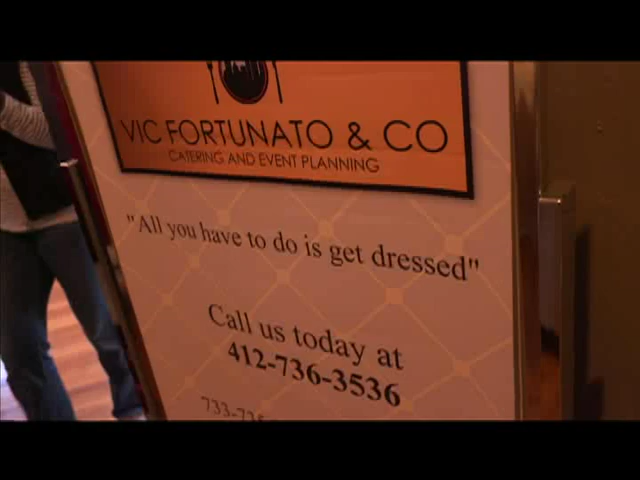 VIC FORTUNATO & CO
CATERING AND EVENT PLANNING
"All you have to do is get dressed"
Call us today at
412-736-3536